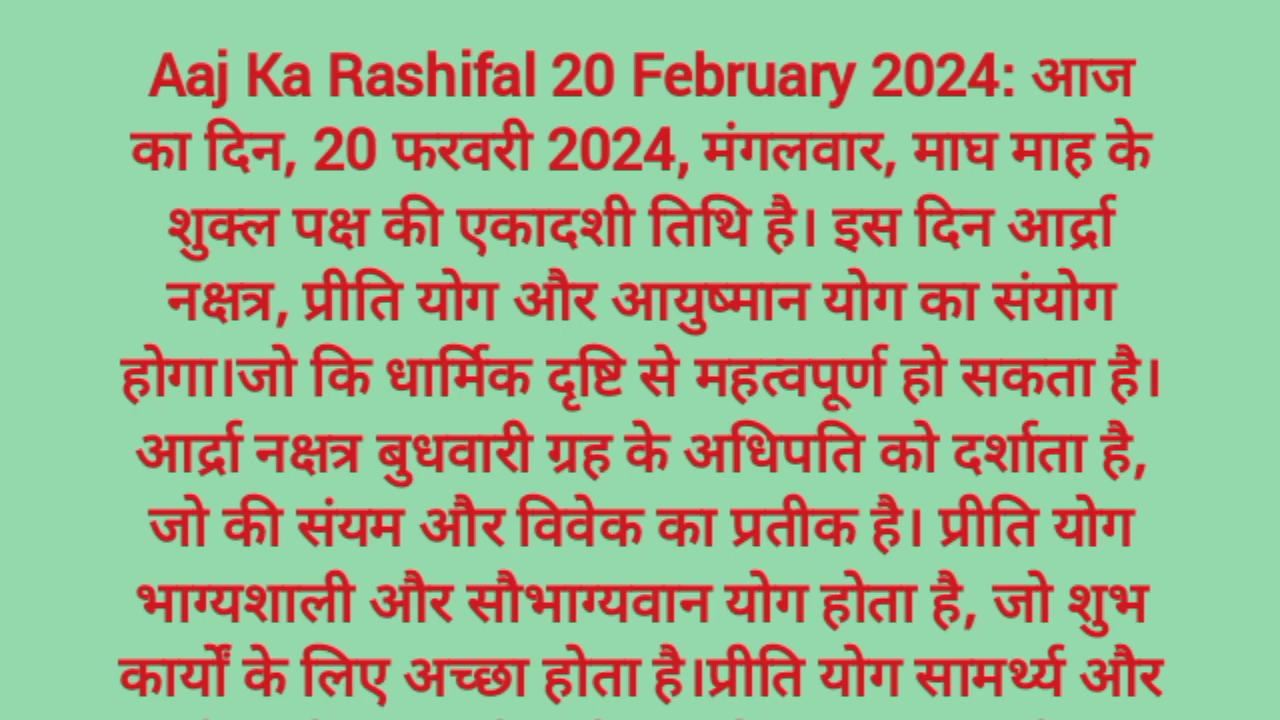 Aaj Ka Rashifal 20 February 2024: आज
का दिन, 20 फरवरी 2024, मंगलवार, माघ माह के
शुक्ल पक्ष की एकादशी तिथि है। इस दिन आर्द्रा
नक्षत्र, प्रीति योग और आयुष्मान योग का संयोग
होगा।जो कि धार्मिक दृष्टि से महत्वपूर्ण हो सकता है।
आर्द्रा नक्षत्र बुधवारी ग्रह के अधिपति को दर्शाता है,
जो की संयम और विवेक का प्रतीक है। प्रीति योग
भाग्यशाली और सौभाग्यवान योग होता है, जो शुभ
कार्यों के लिए अच्छा होता है।प्रीति योग सामर्थ्य और